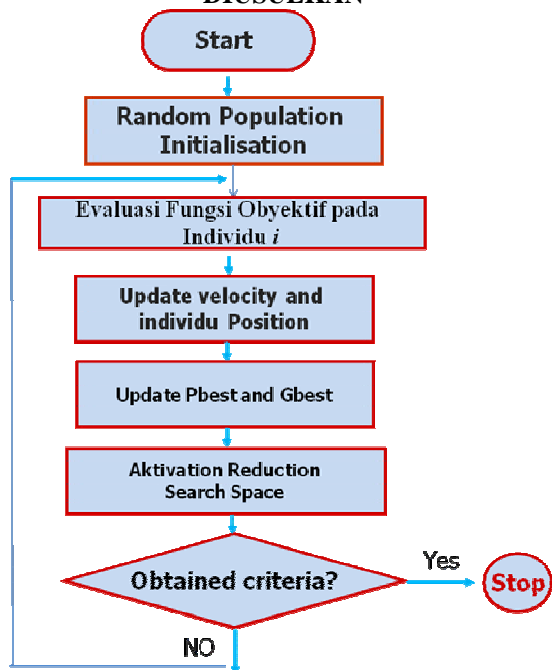 DIUSULKAN
Start
Random Population
Initialisation
Evaluasi Fungsi Obyektif pada
Individu i
Update velocity and
individu Position
Update Pbest and Gbest
Aktivation Reduction
Search Space
Obtained criteria?
Yes
Stop
NO